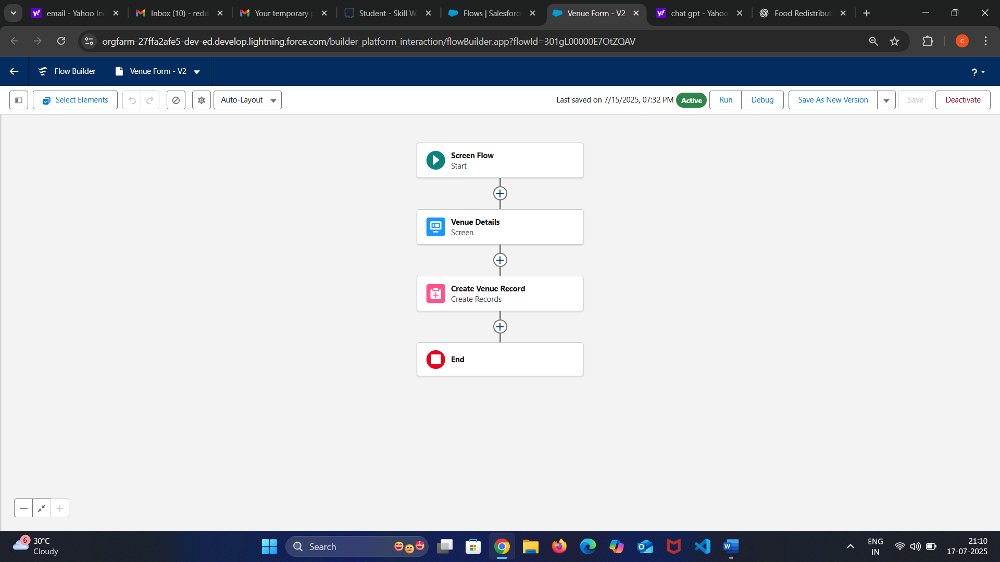 email - Yahoo In
Inbox (10) - redd
Your temporary p
Student - Skill W
Flows | Salesforc
Venue Form - V2
chat gpt - Yahoo
Food Redistribut
orgfarm-27ffa2afe5-dev-ed.develop.lightning.force.com/builder_platform_interaction/flowBuilder.app?flowId=301gL00000E7OtZQAV
C
Flow Builder
Venue Form - V2
?
Select Elements
Auto-Layout
Last saved on 7/15/2025, 07:32 PM
Active
Run
Debug
Save As New Version
Save
Deactivate
Screen Flow
Start
Venue Details
Screen
Create Venue Record
Create Records
End
6
30°C
Cloudy
Search
ENG
IN
21:10
17-07-2025